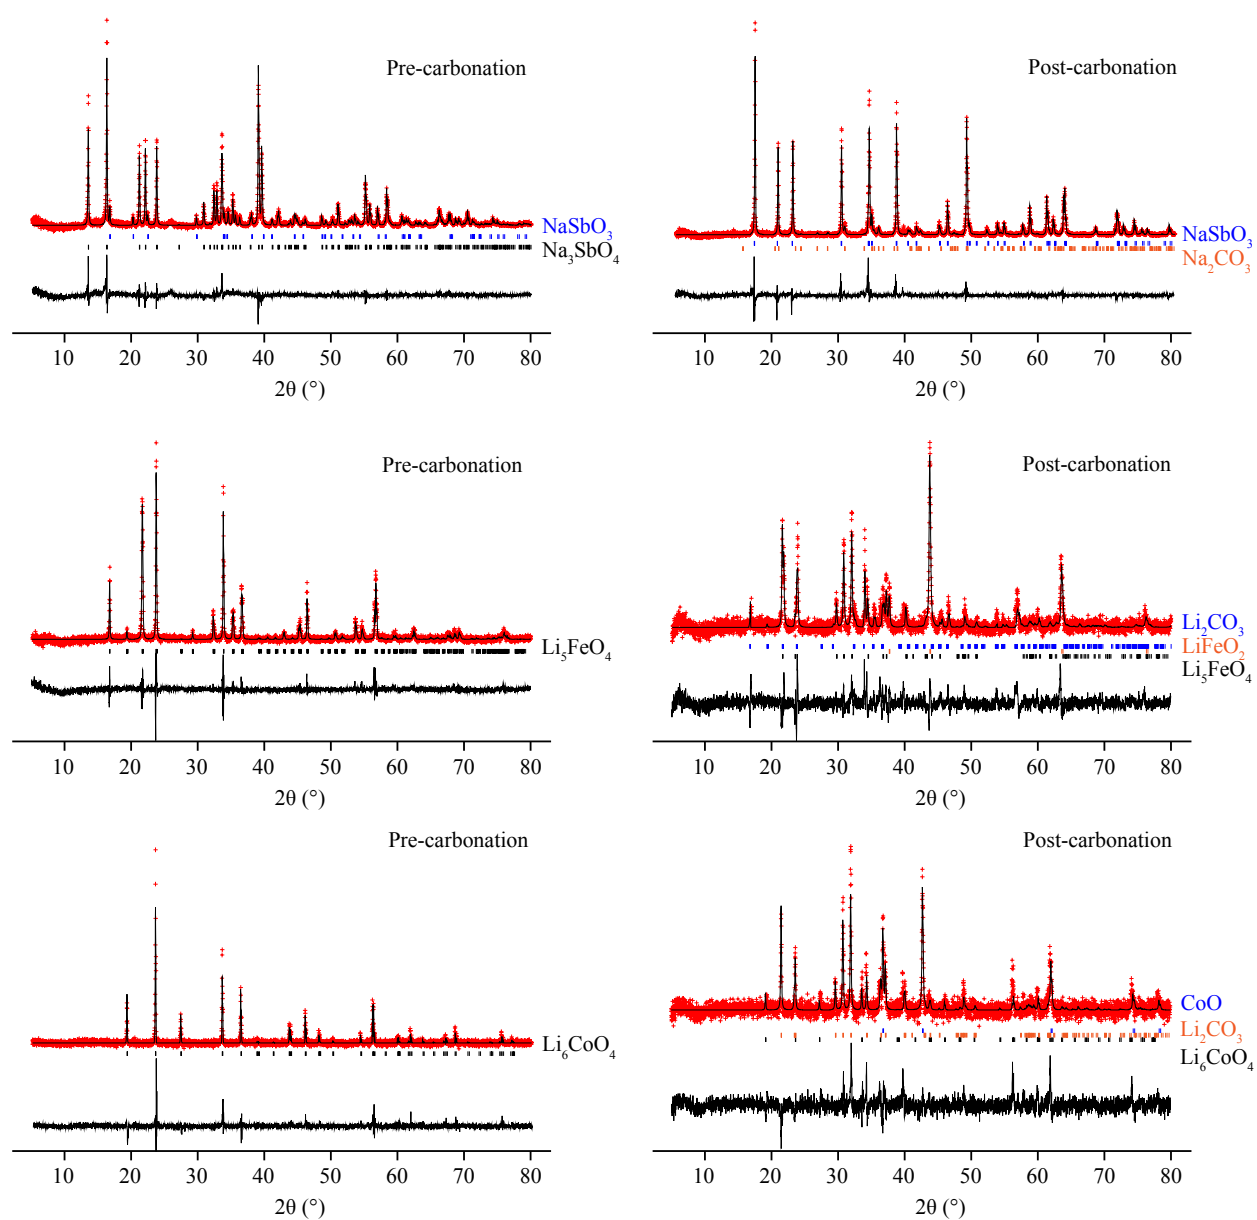 Pre-carbonation
NaSbO₃
Na₃SbO₄
10 20 30 40 50 60 70 80
2θ (°)
Post-carbonation
NaSbO₃
Na₂CO₃
10 20 30 40 50 60 70 80
2θ (°)
Pre-carbonation
Li₅FeO₄
10 20 30 40 50 60 70 80
2θ (°)
Post-carbonation
Li₂CO₃
LiFeO₂
Li₅FeO₄
10 20 30 40 50 60 70 80
2θ (°)
Pre-carbonation
Li₆CoO₄
10 20 30 40 50 60 70 80
2θ (°)
Post-carbonation
CoO
Li₂CO₃
Li₆CoO₄
10 20 30 40 50 60 70 80
2θ (°)